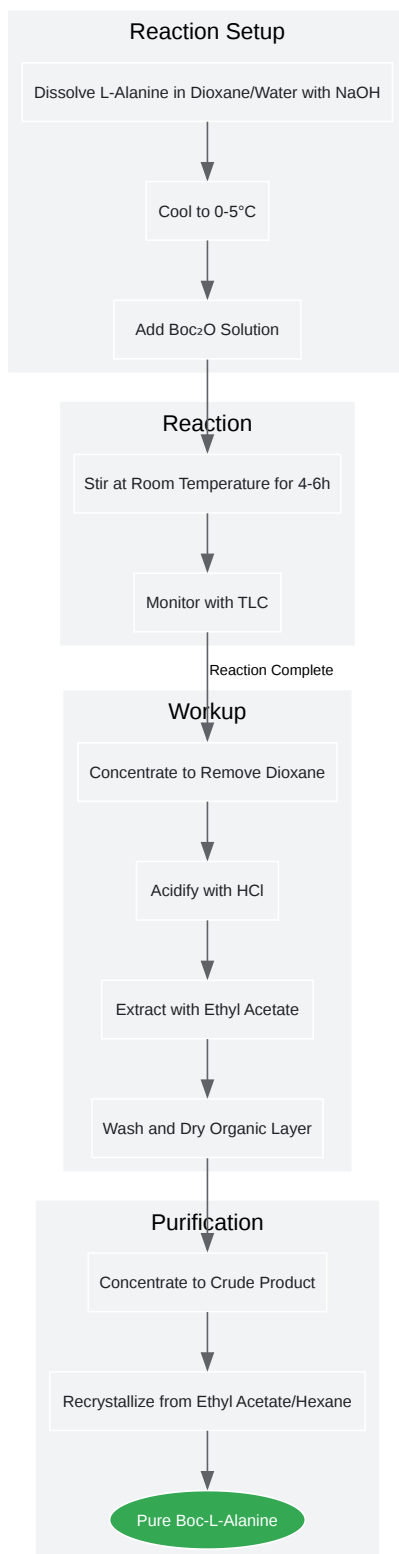 Reaction Setup
Dissolve L-Alanine in Dioxane/Water with NaOH
Cool to 0-5°C
Add Boc₂O Solution
Reaction
Stir at Room Temperature for 4-6h
Monitor with TLC
Reaction Complete
Workup
Concentrate to Remove Dioxane
Acidify with HCl
Extract with Ethyl Acetate
Wash and Dry Organic Layer
Purification
Concentrate to Crude Product
Recrystallize from Ethyl Acetate/Hexane
Pure Boc-L-Alanine